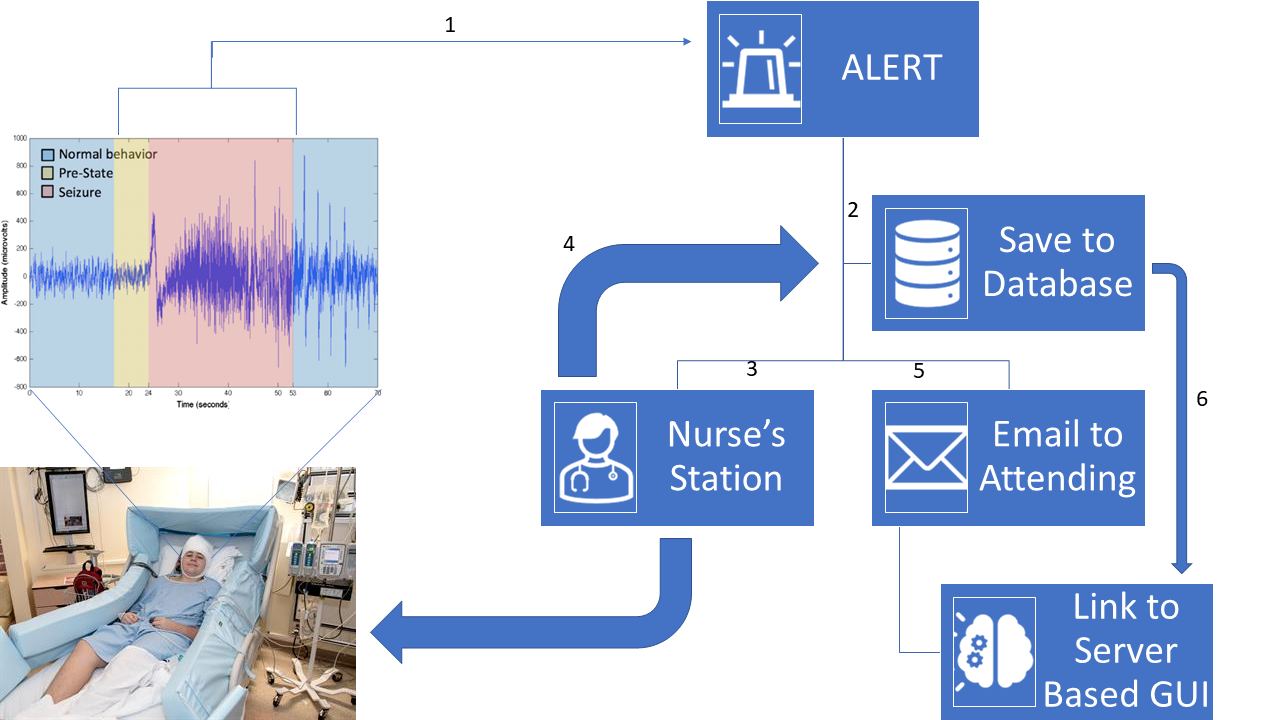 1
ALERT
Normal behavior
Pre-State
Seizure
1000
800
600
400
200
0
-200
-400
-600
-800
Amplitude (microvolts)
0 10 20 24 30 40 50 53 60 70
Time (seconds)
2
Save to
Database
4
3
5
6
Nurse's
Station
Email to
Attending
Link to
Server
Based GUI